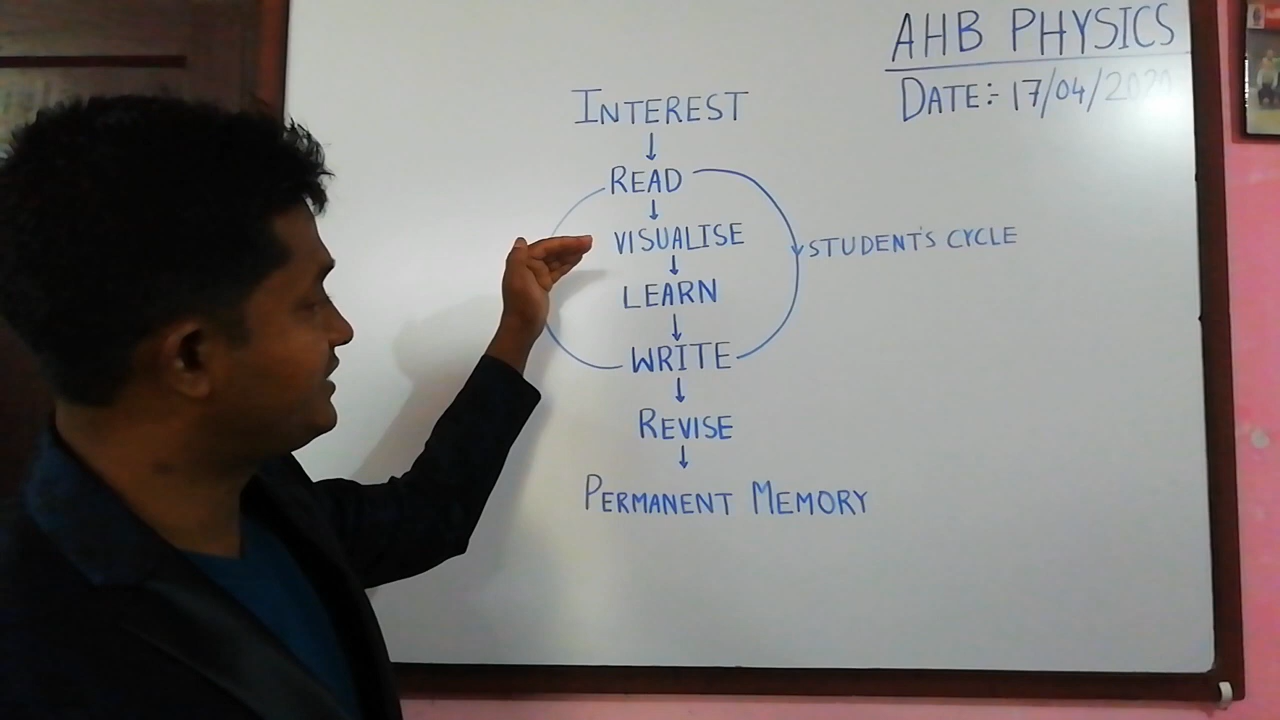 AHB PHYSICS
DATE:- 17/04/2020
INTEREST
READ
VISUALISE
STUDENT'S CYCLE
LEARN
WRITE
REVISE
PERMANENT MEMORY